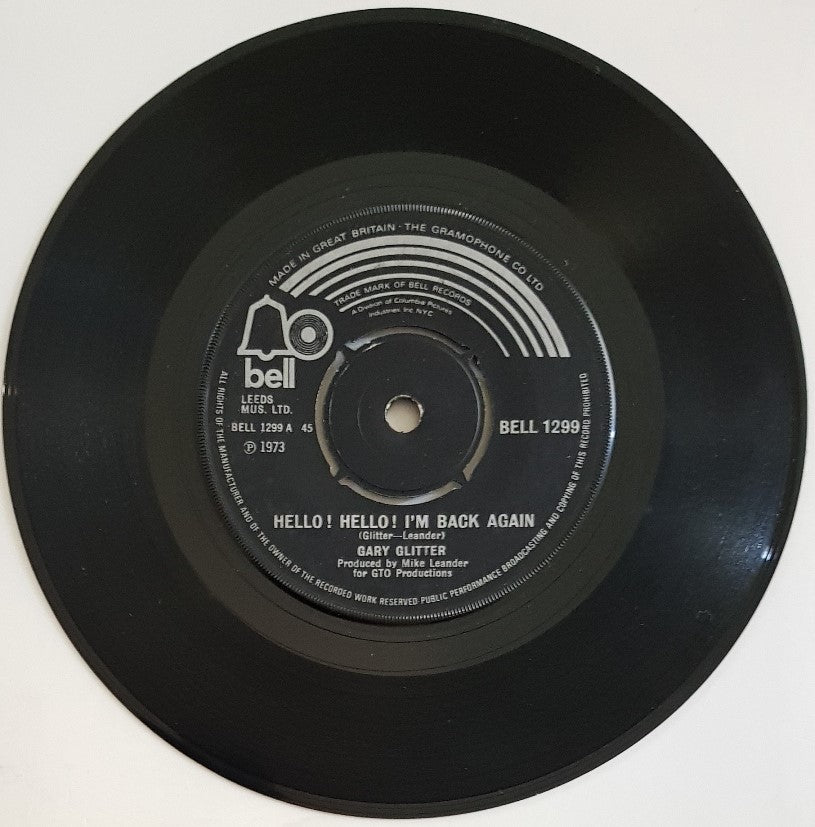 MADE IN GREAT BRITAIN · THE GRAMOPHONE CO LTD
TRADE MARK OF BELL RECORDS
A Division of Columbia Pictures
Industries Inc NYC
bell
LEEDS
MUS. LTD.
BELL 1299 A 45
Ⓟ 1973
BELL 1299
HELLO! HELLO! I'M BACK AGAIN
(Glitter—Leander)
GARY GLITTER
Produced by Mike Leander
for GTO Productions
ALL RIGHTS OF THE MANUFACTURER AND OF THE OWNER OF THE RECORDED WORK RESERVED PUBLIC PERFORMANCE BROADCASTING AND COPYING OF THIS RECORD PROHIBITED